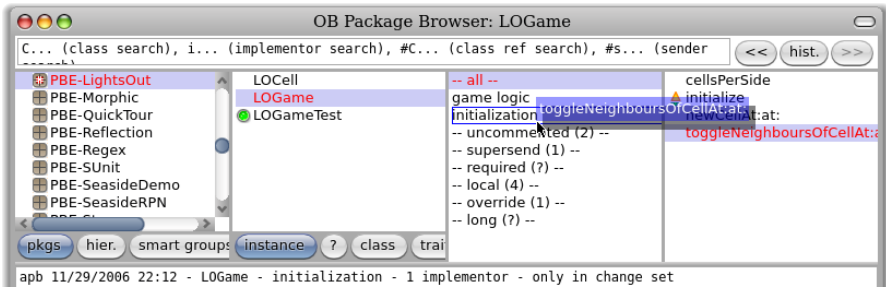 OB Package Browser: LOGame
C... (class search), i... (implementor search), #C... (class ref search), #s... (sender
search)
<< hist. >>
PBE-LightsOut
PBE-Morphic
PBE-QuickTour
PBE-Reflection
PBE-Regex
PBE-SUnit
PBE-SeasideDemo
PBE-SeasideRPN
LOCell
LOGame
LOGameTest
-- all --
game logic
initialization
-- uncommented (2) --
-- supersend (1) --
-- required (?) --
-- local (4) --
-- override (1) --
-- long (?) --
toggleNeighboursOfCellAt:at:
cellsPerSide
initialize
newCellAt:at:
toggleNeighboursOfCellAt:a
pkgs hier. smart groups instance ? class trai
apb 11/29/2006 22:12 - LOGame - initialization - 1 implementor - only in change set